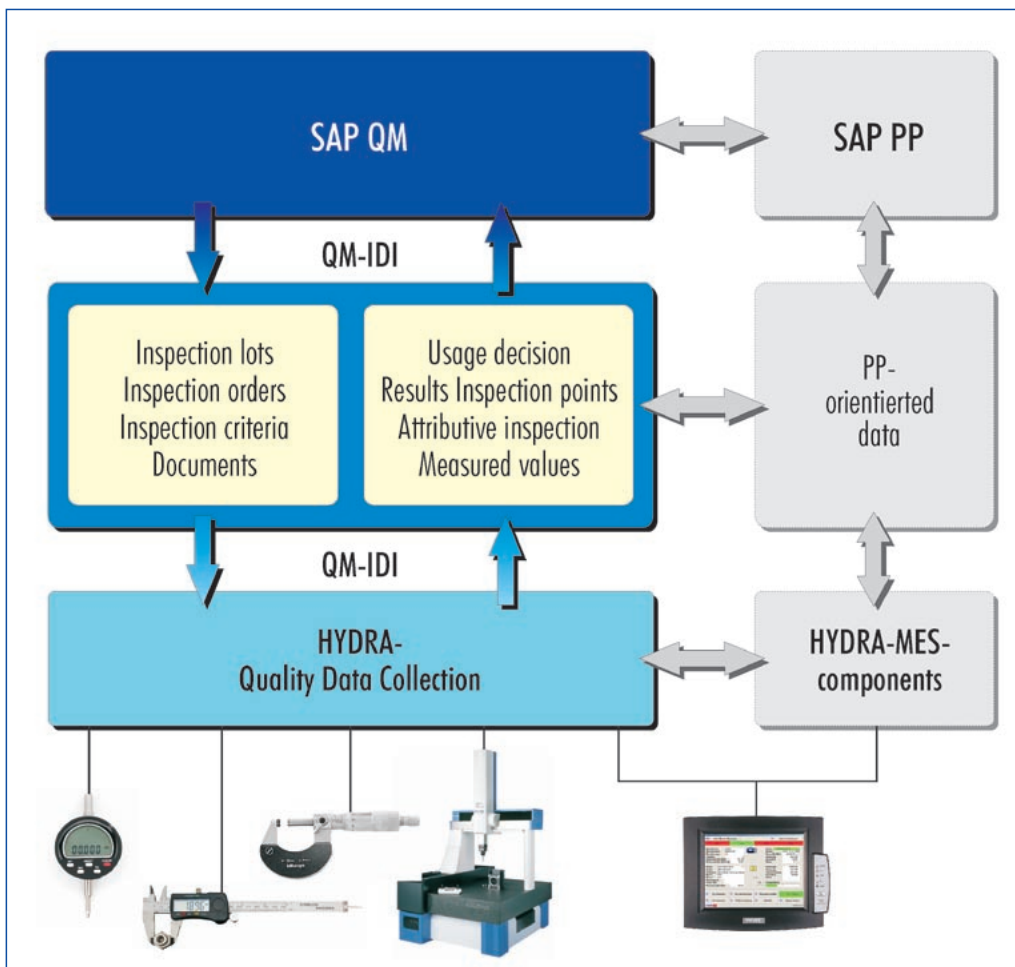 SAP QM
SAP PP
QM-IDI
Inspection lots
Inspection orders
Inspection criteria
Documents
Usage decision
Results Inspection points
Attributive inspection
Measured values
PP-
orientierted
data
QM-IDI
HYDRA-
Quality Data Collection
HYDRA-MES-
components